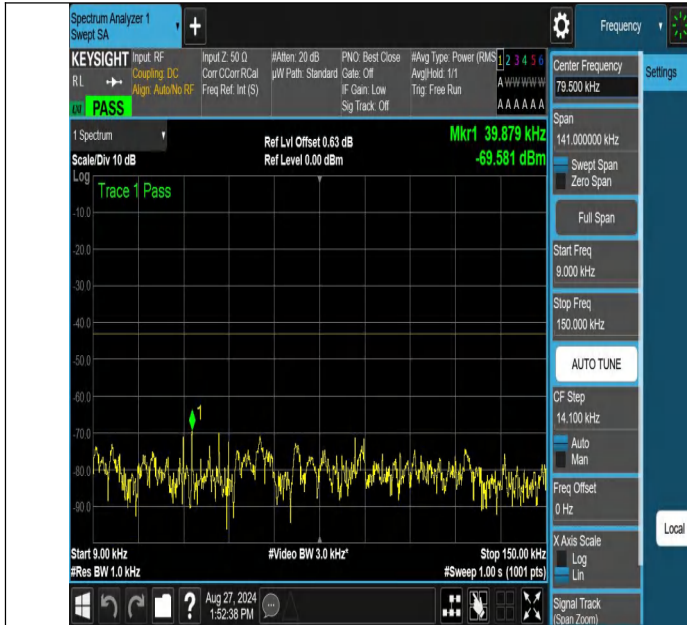 Spectrum Analyzer 1
Swept SA
+
Frequency
KEYSIGHT
RL
LXI
PASS
Input: RF
Coupling: DC
Align: Auto/No RF
Input Z: 50 Ω
Corr CCorr RCal
Freq Ref: Int (S)
#Atten: 20 dB
µW Path: Standard
PNO: Best Close
Gate: Off
IF Gain: Low
Sig Track: Off
#Avg Type: Power (RMS
Avg|Hold: 1/1
Trig: Free Run
1 2 3 4 5 6
A W W W W W
A A A A A A
1 Spectrum
Scale/Div 10 dB
Ref Lvl Offset 0.63 dB
Ref Level 0.00 dBm
Mkr1 39.879 kHz
-69.581 dBm
Log
Trace 1 Pass
-10.0
-20.0
-30.0
-40.0
-50.0
-60.0
-70.0
-80.0
-90.0
1
Start 9.00 kHz
#Res BW 1.0 kHz
#Video BW 3.0 kHz*
Stop 150.00 kHz
#Sweep 1.00 s (1001 pts)
Aug 27, 2024
1:52:38 PM
Center Frequency
79.500 kHz
Settings
Span
141.000000 kHz
Swept Span
Zero Span
Full Span
Start Freq
9.000 kHz
Stop Freq
150.000 kHz
AUTO TUNE
CF Step
14.100 kHz
Auto
Man
Freq Offset
0 Hz
X Axis Scale
Log
Lin
Local
Signal Track
(Span Zoom)